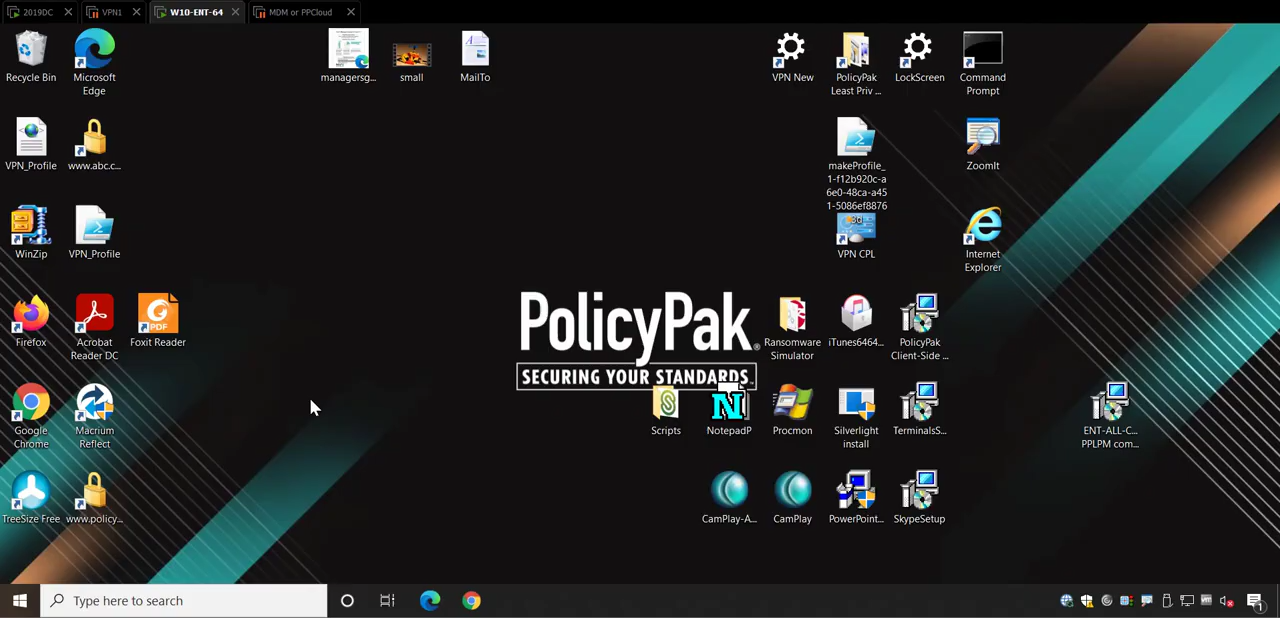 2019DC
VPN1
W10-ENT-64
MDM or PPCloud
Recycle Bin
Microsoft
Edge
managersg...
small
MailTo
VPN New
PolicyPak
Least Priv ...
LockScreen
Command
Prompt
VPN_Profile
www.abc.c...
makeProfile_
1-f12b920c-a
6e0-48ca-a45
1-5086ef8876
ZoomIt
WinZip
VPN_Profile
VPN CPL
Internet
Explorer
Firefox
Acrobat
Reader DC
PDF
Foxit Reader
PolicyPak
SECURING YOUR STANDARDS
Ransomware
Simulator
iTunes6464...
PolicyPak
Client-Side ...
Google
Chrome
Macrium
Reflect
Scripts
N
NotepadP
Procmon
Silverlight
install
TerminalsS...
ENT-ALL-C...
PPLPM com...
TreeSize Free
www.policy...
CamPlay-A...
CamPlay
PowerPoint...
SkypeSetup
Type here to search
1